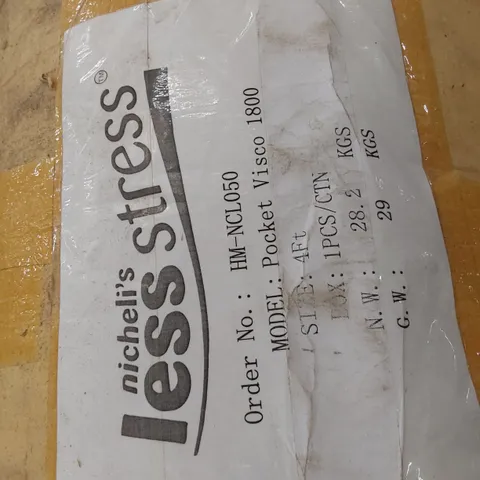 nicheli's
less stress™
Order No.: HM-NCL050
MODEL: Pocket Visco 1800
SIZE: 4Ft
BOX: 1PCS/CTN
N.W.: 28.2 KGS
G.W.: 29 KGS